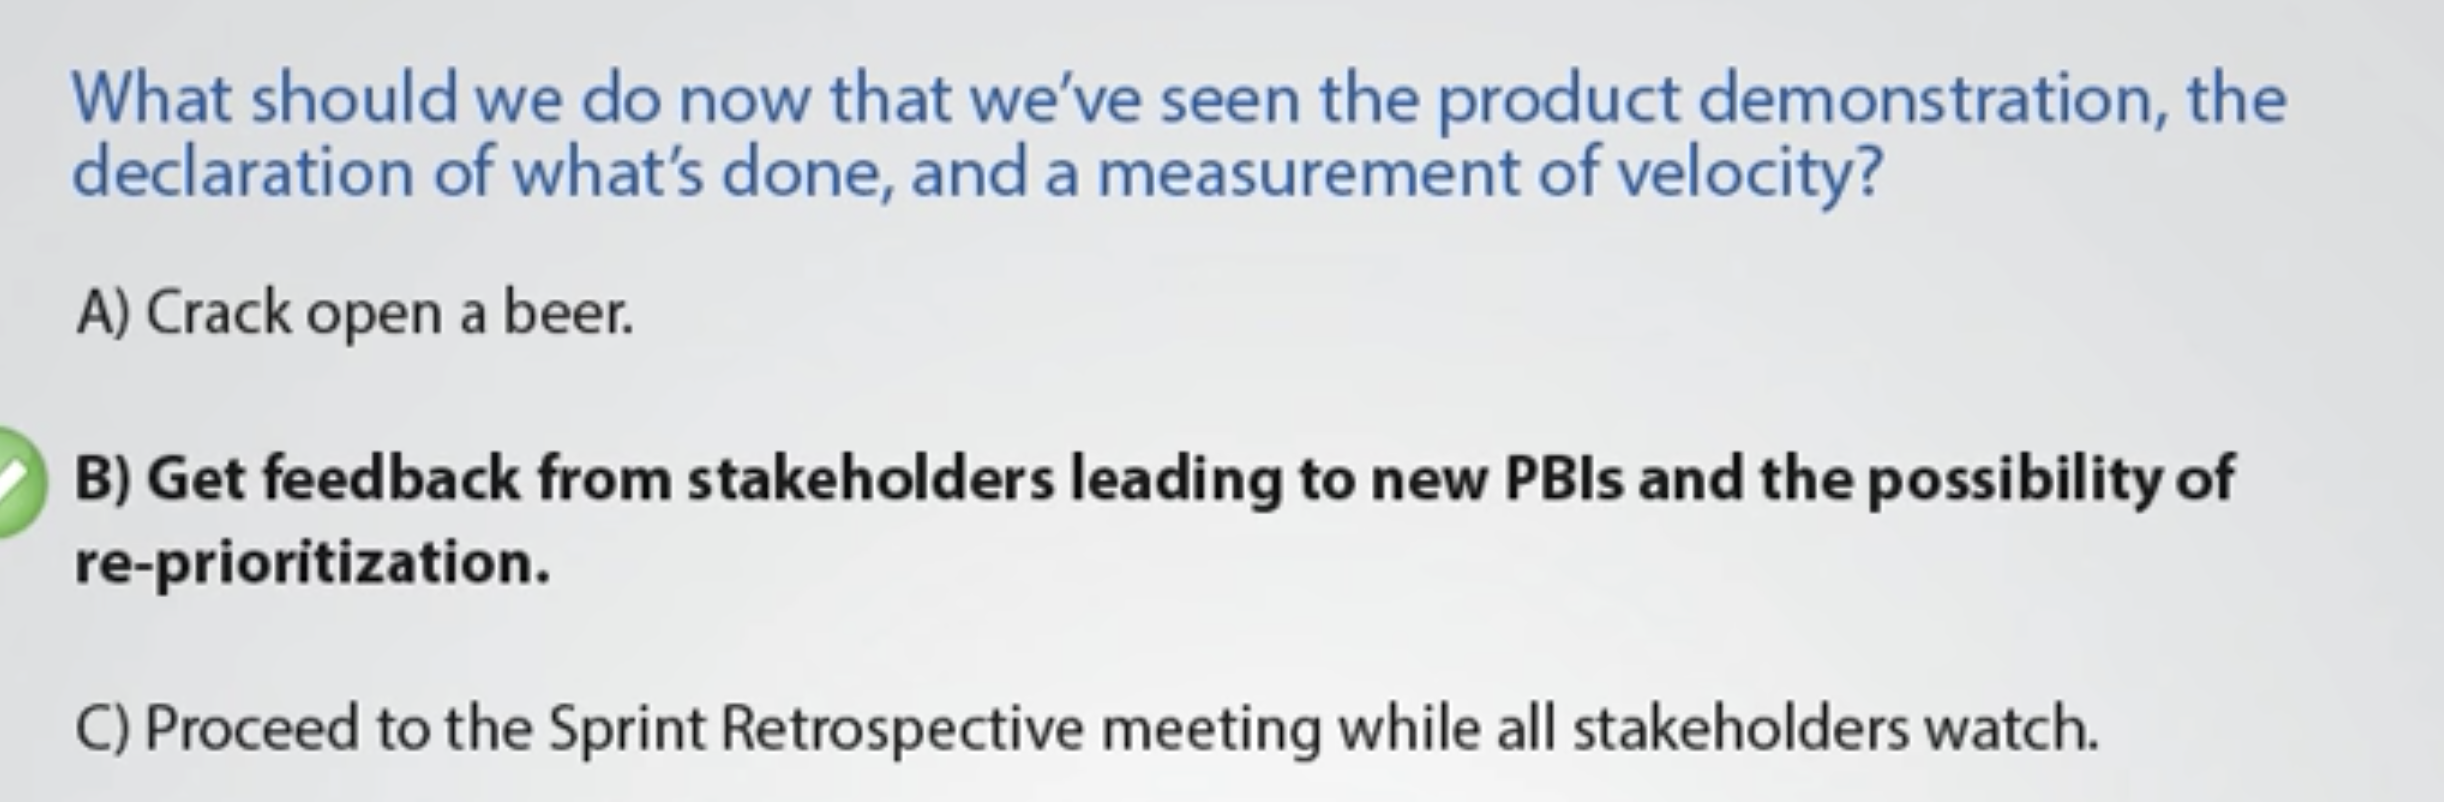 What should we do now that we've seen the product demonstration, the
declaration of what's done, and a measurement of velocity?
A) Crack open a beer.
B) Get feedback from stakeholders leading to new PBIs and the possibility of
re-prioritization.
C) Proceed to the Sprint Retrospective meeting while all stakeholders watch.